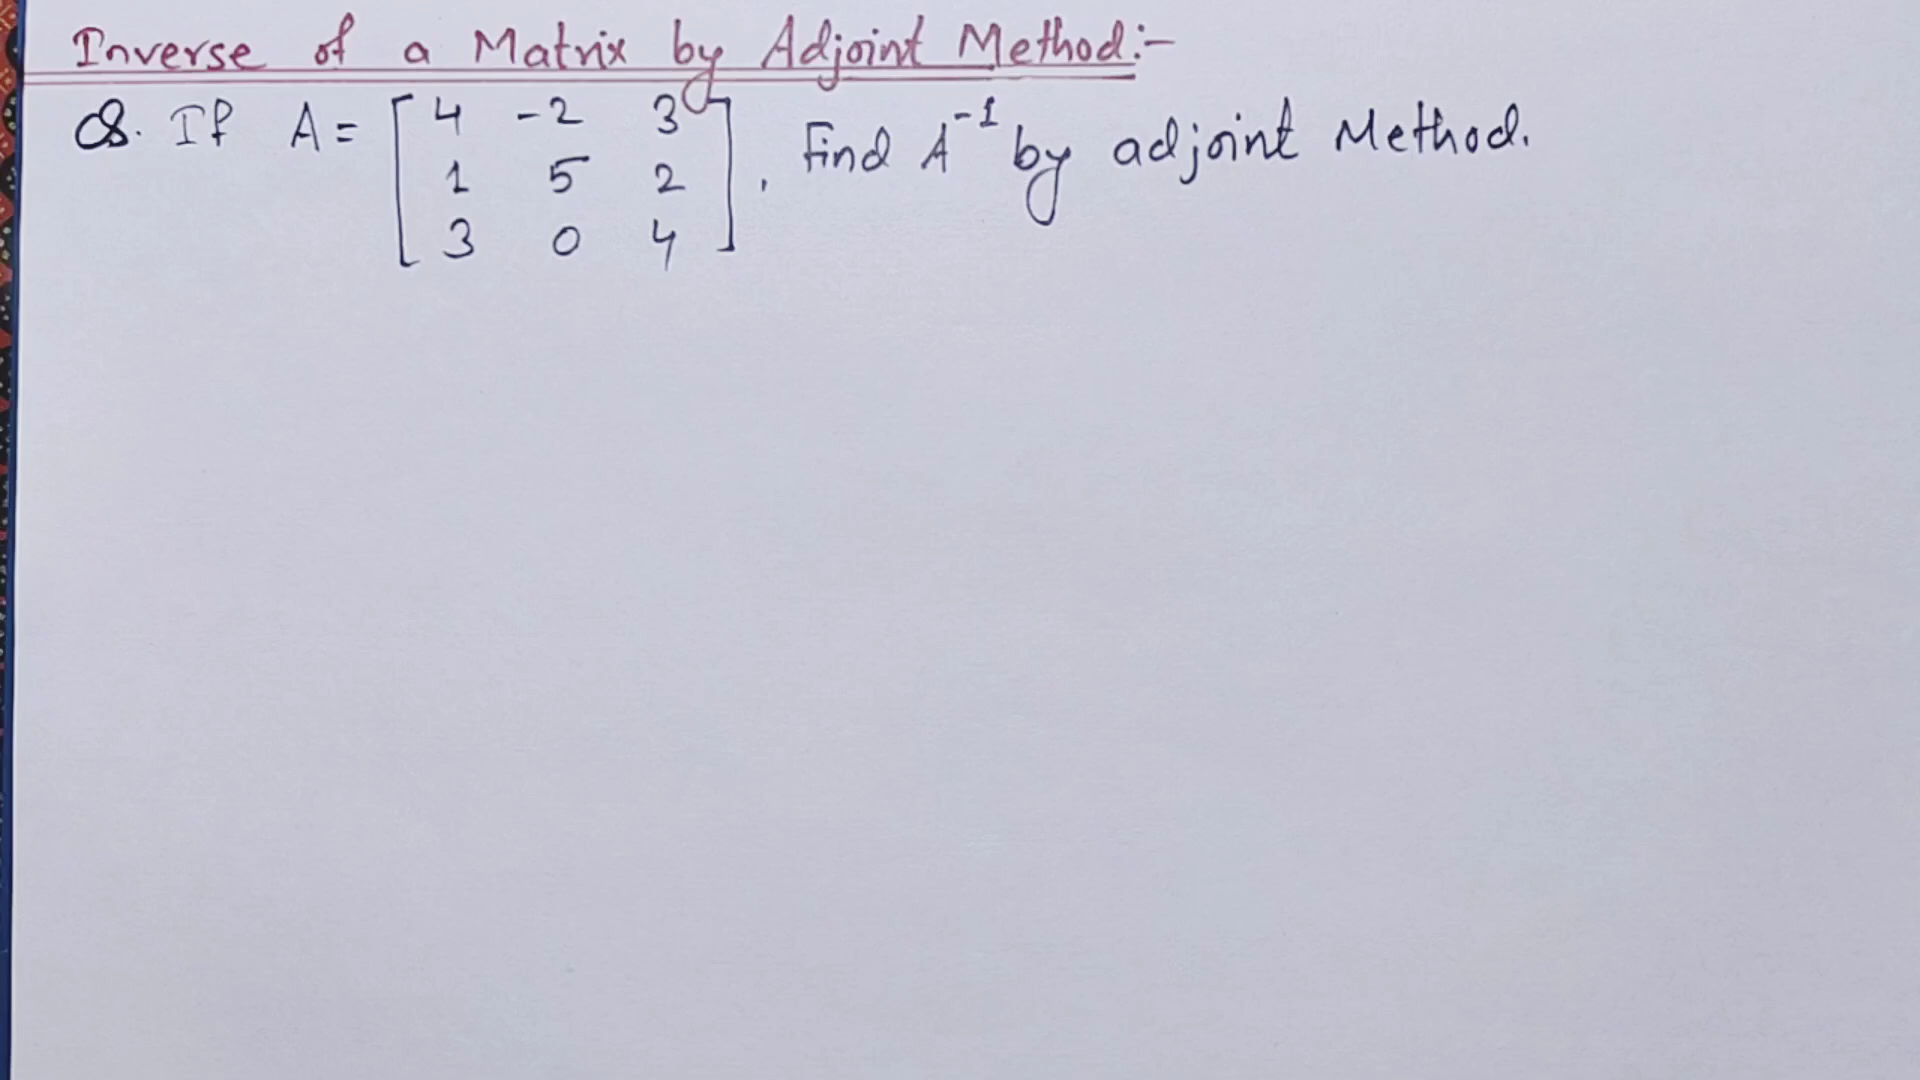 Inverse of a Matrix by Adjoint Method:-
Q. If A = [4 -2 3
1 5 2
3 0 4], Find A⁻¹ by adjoint Method.